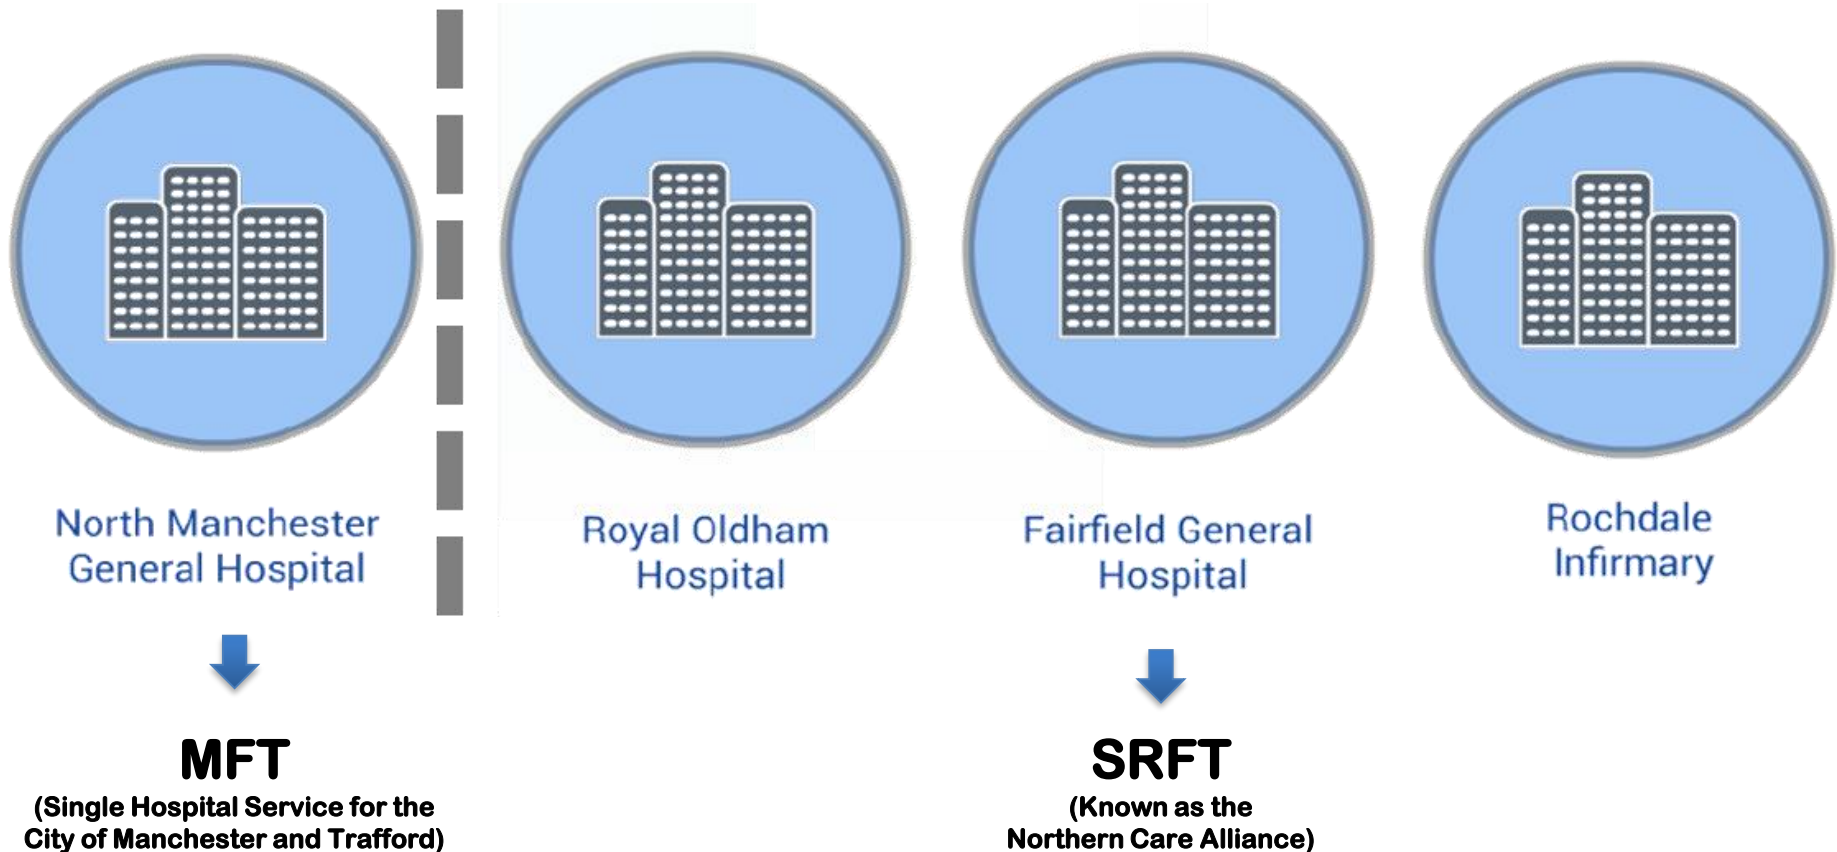 North Manchester
General Hospital
Royal Oldham
Hospital
Fairfield General
Hospital
Rochdale
Infirmary
MFT
(Single Hospital Service for the
City of Manchester and Trafford)
SRFT
(Known as the
Northern Care Alliance)